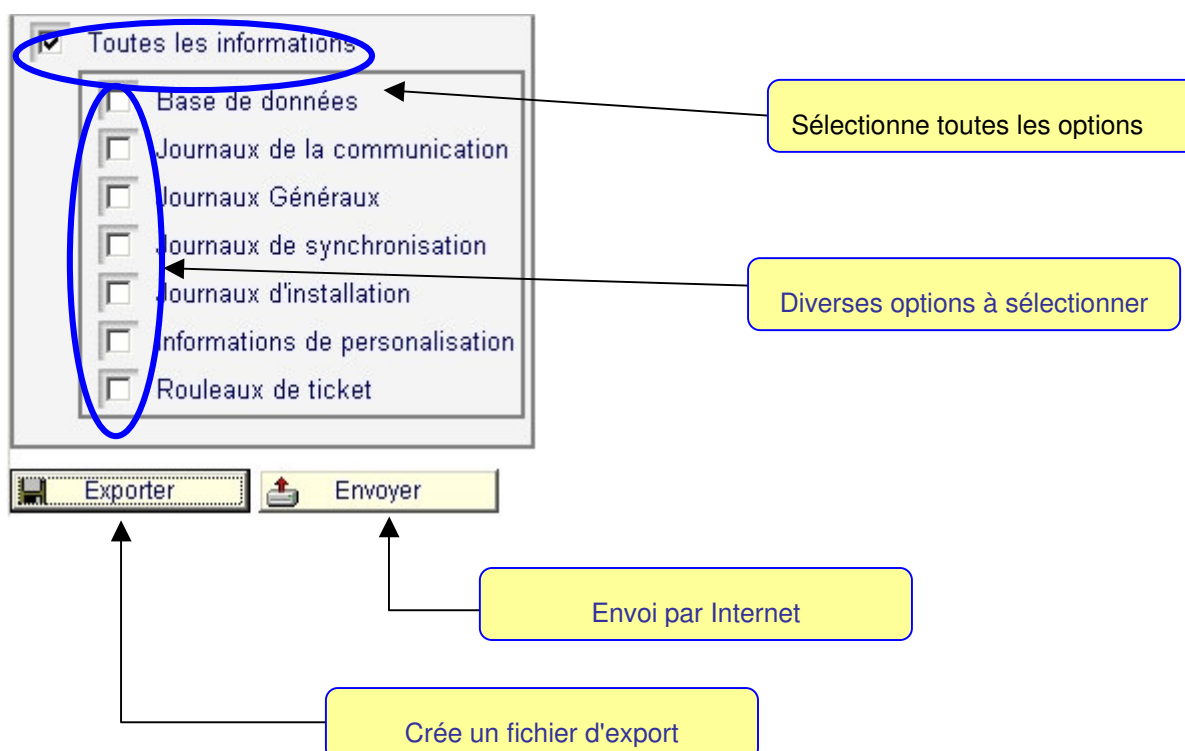 Toutes les informations
Base de données
Sélectionne toutes les options
Journaux de la communication
Journaux Généraux
Journaux de synchronisation
Journaux d'installation
Diverses options à sélectionner
Informations de personalisation
Rouleaux de ticket
Exporter
Envoyer
Envoi par Internet
Crée un fichier d'export